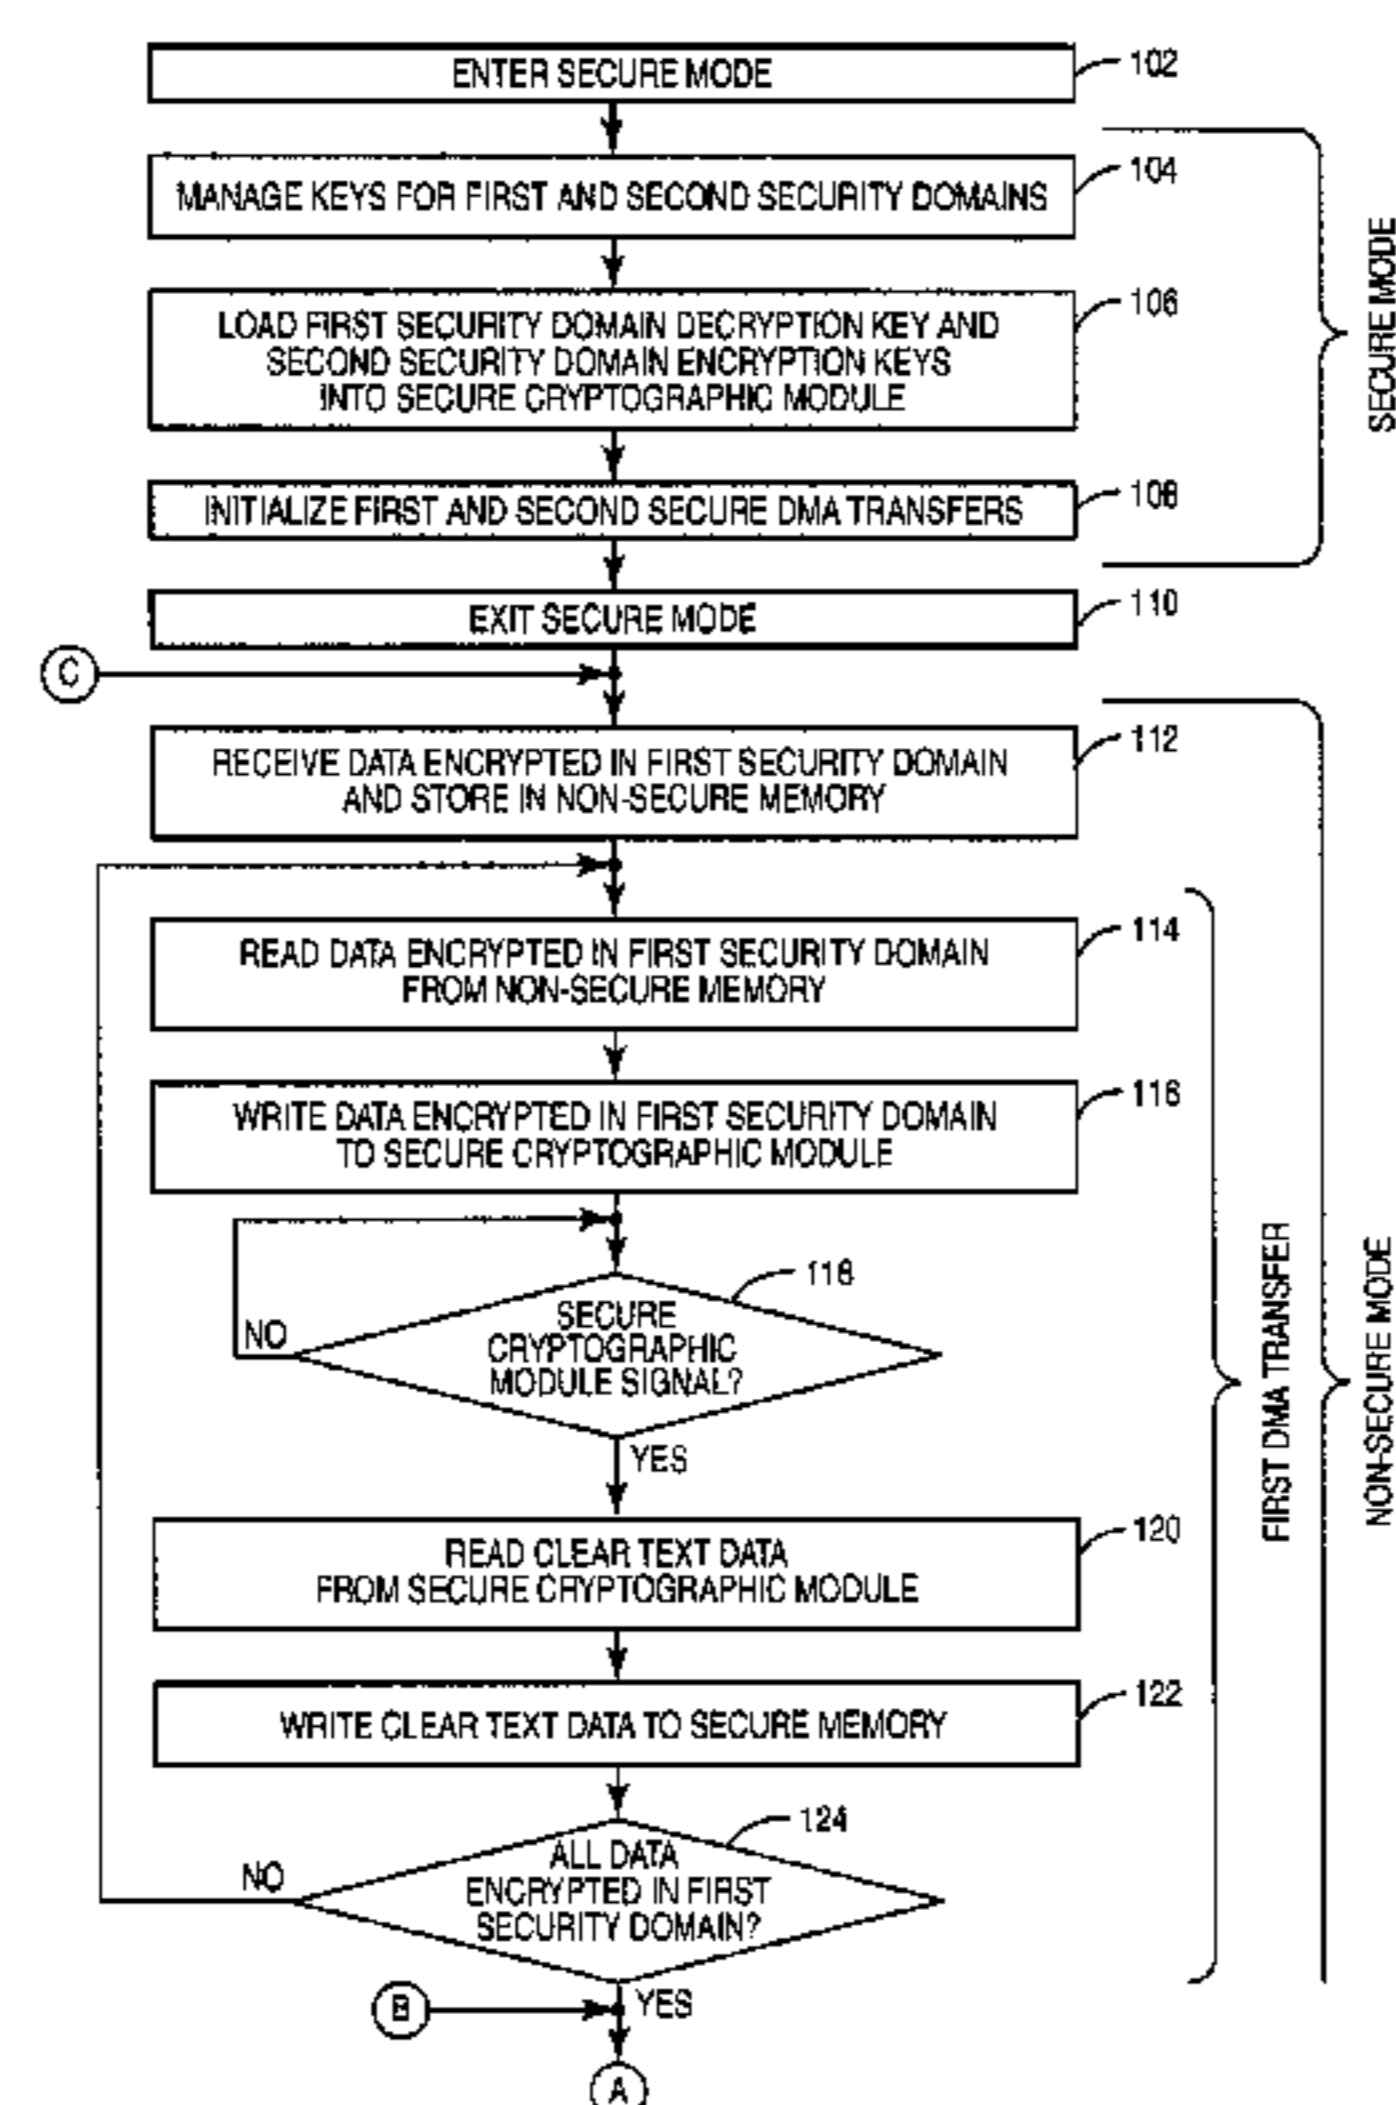 ENTER SECURE MODE
102
MANAGE KEYS FOR FIRST AND SECOND SECURITY DOMAINS
104
LOAD FIRST SECURITY DOMAIN DECRYPTION KEY AND
SECOND SECURITY DOMAIN ENCRYPTION KEYS
INTO SECURE CRYPTOGRAPHIC MODULE
106
INITIALIZE FIRST AND SECOND SECURE DMA TRANSFERS
108
SECURE MODE
EXIT SECURE MODE
110
C
RECEIVE DATA ENCRYPTED IN FIRST SECURITY DOMAIN
AND STORE IN NON-SECURE MEMORY
112
READ DATA ENCRYPTED IN FIRST SECURITY DOMAIN
FROM NON-SECURE MEMORY
114
WRITE DATA ENCRYPTED IN FIRST SECURITY DOMAIN
TO SECURE CRYPTOGRAPHIC MODULE
116
SECURE
CRYPTOGRAPHIC
MODULE SIGNAL?
118
NO
YES
READ CLEAR TEXT DATA
FROM SECURE CRYPTOGRAPHIC MODULE
120
WRITE CLEAR TEXT DATA TO SECURE MEMORY
122
ALL DATA
ENCRYPTED IN FIRST
SECURITY DOMAIN?
124
NO
YES
FIRST DMA TRANSFER
NON-SECURE MODE
B
A